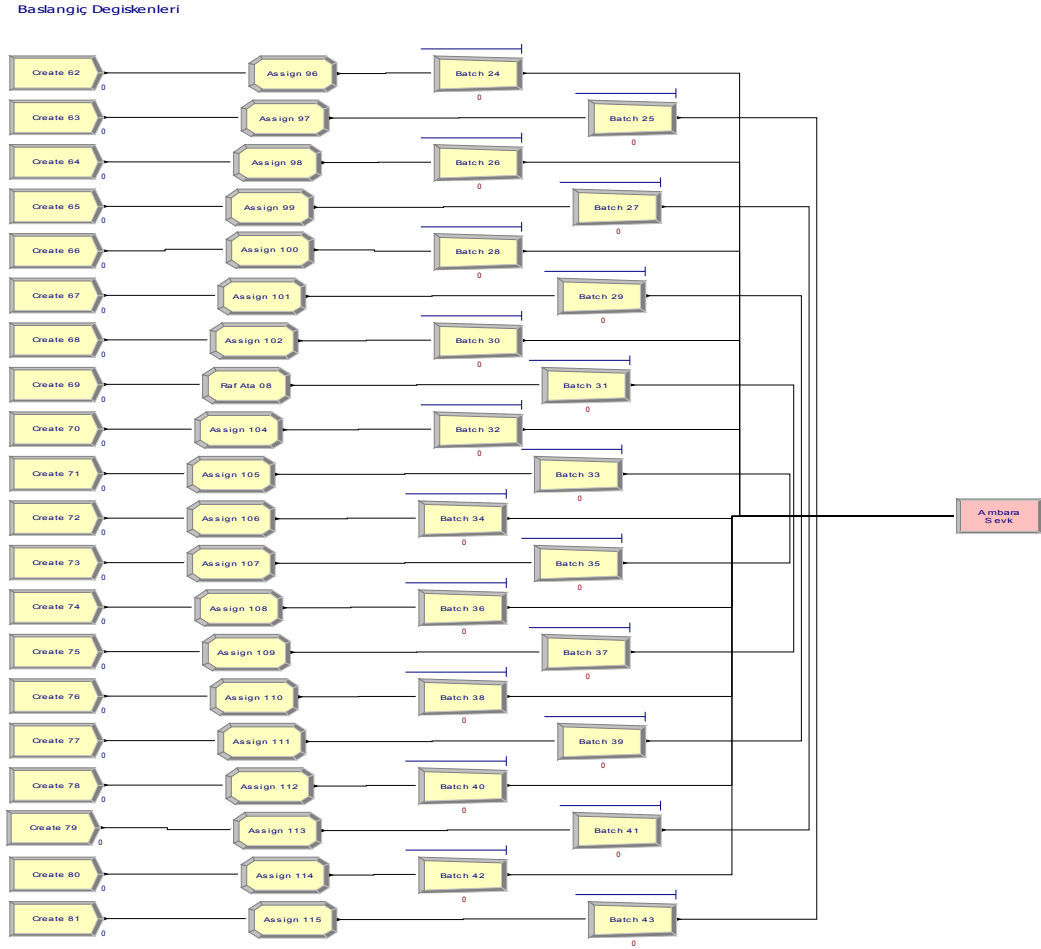 Baslangiç Degiskenleri
Create 62
0
Assign 96
Batch 24
0
Create 63
0
Assign 97
Batch 25
0
Create 64
0
Assign 98
Batch 26
0
Create 65
0
Assign 99
Batch 27
0
Create 66
0
Assign 100
Batch 28
0
Create 67
0
Assign 101
Batch 29
0
Create 68
0
Assign 102
Batch 30
0
Create 69
0
Raf Ata 08
Batch 31
0
Create 70
0
Assign 104
Batch 32
0
Create 71
0
Assign 105
Batch 33
0
Create 72
0
Assign 106
Batch 34
0
Ambara
Sevk
Create 73
0
Assign 107
Batch 35
0
Create 74
0
Assign 108
Batch 36
0
Create 75
0
Assign 109
Batch 37
0
Create 76
0
Assign 110
Batch 38
0
Create 77
0
Assign 111
Batch 39
0
Create 78
0
Assign 112
Batch 40
0
Create 79
0
Assign 113
Batch 41
0
Create 80
0
Assign 114
Batch 42
0
Create 81
0
Assign 115
Batch 43
0